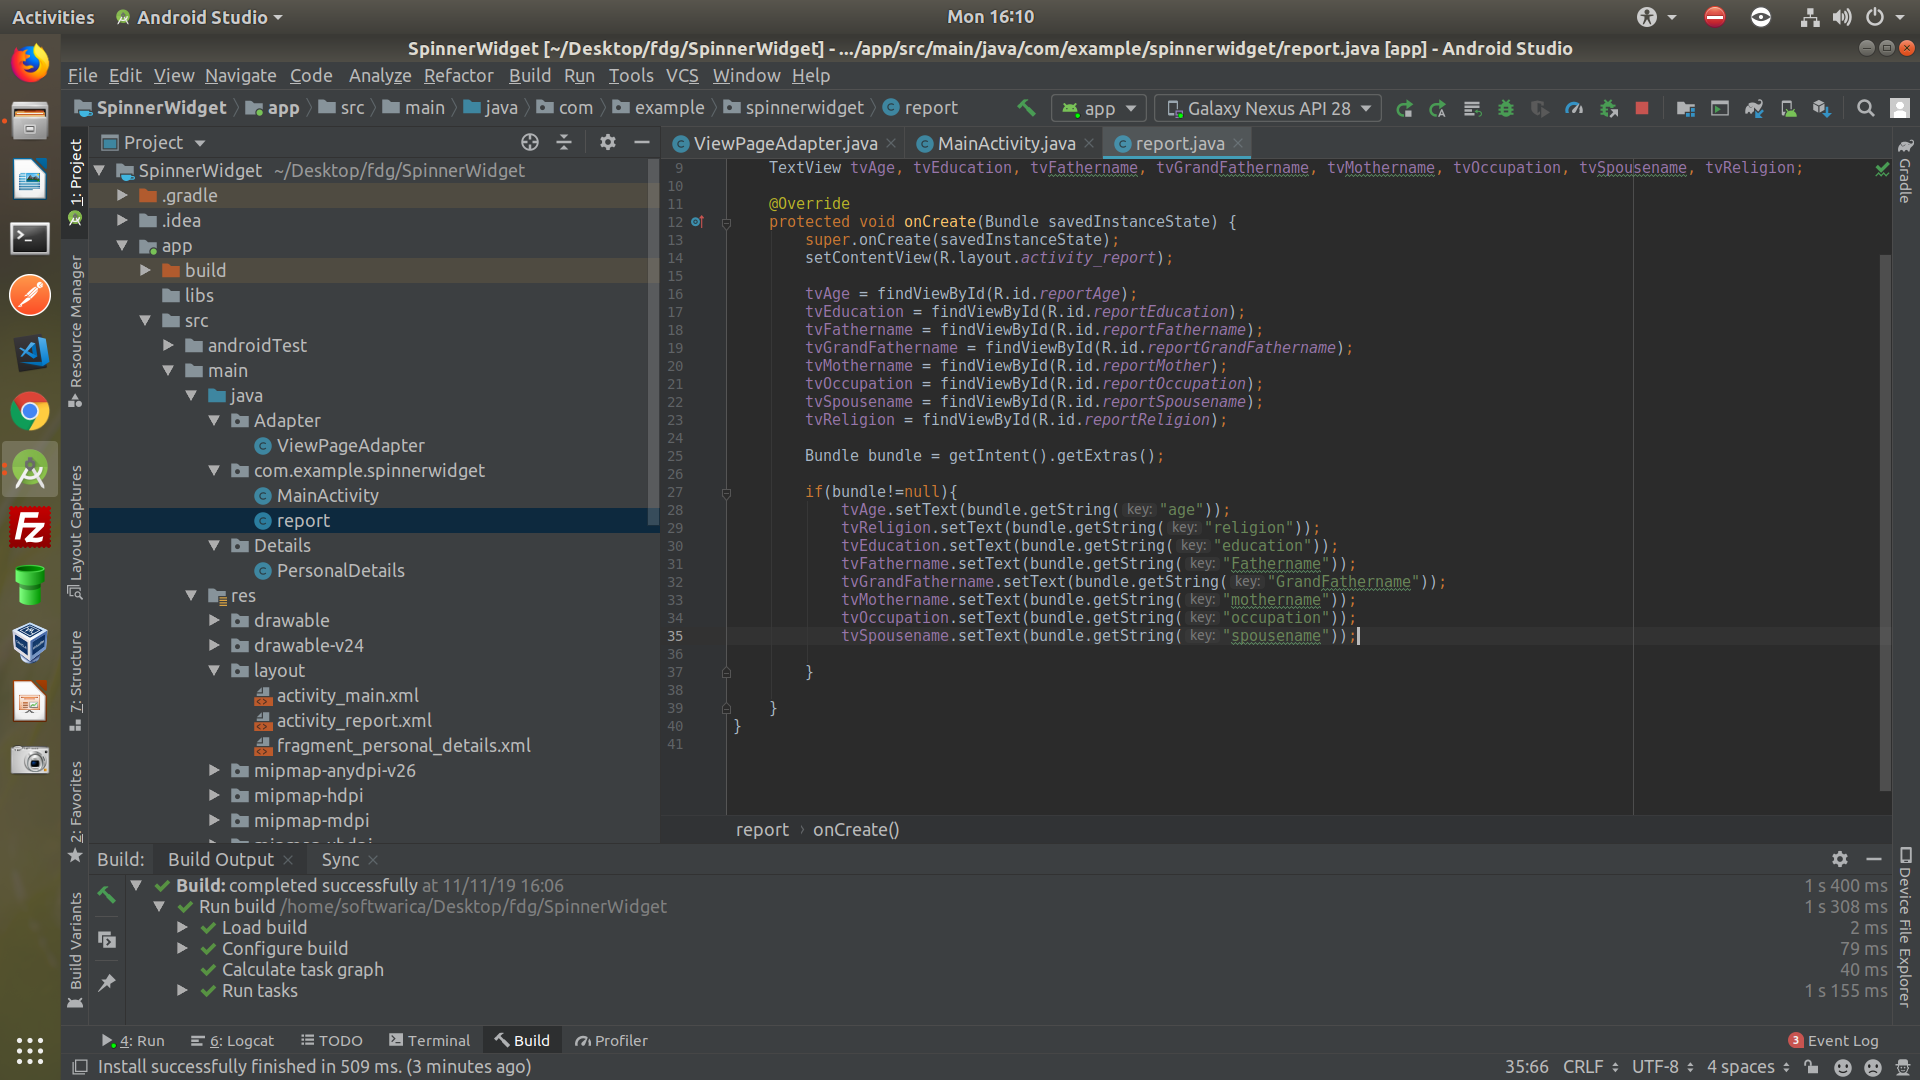 Activities
Android Studio
Mon 16:10
SpinnerWidget [~/Desktop/fdg/SpinnerWidget] - .../app/src/main/java/com/example/spinnerwidget/report.java [app] - Android Studio
File Edit View Navigate Code Analyze Refactor Build Run Tools VCS Window Help
SpinnerWidget app src main java com example spinnerwidget report
app
Galaxy Nexus API 28
1: Project
Resource Manager
Layout Captures
7: Structure
2: Favorites
Build Variants
Project
SpinnerWidget ~/Desktop/fdg/SpinnerWidget
.gradle
.idea
app
build
libs
src
androidTest
main
java
Adapter
ViewPageAdapter
com.example.spinnerwidget
MainActivity
report
Details
PersonalDetails
res
drawable
drawable-v24
layout
activity_main.xml
activity_report.xml
fragment_personal_details.xml
mipmap-anydpi-v26
mipmap-hdpi
mipmap-mdpi
ViewPageAdapter.java
MainActivity.java
report.java
9 TextView tvAge, tvEducation, tvFathername, tvGrandFathername, tvMothername, tvOccupation, tvSpousename, tvReligion;
10
11 @Override
12 protected void onCreate(Bundle savedInstanceState) {
13 super.onCreate(savedInstanceState);
14 setContentView(R.layout.activity_report);
15
16 tvAge = findViewById(R.id.reportAge);
17 tvEducation = findViewById(R.id.reportEducation);
18 tvFathername = findViewById(R.id.reportFathername);
19 tvGrandFathername = findViewById(R.id.reportGrandFathername);
20 tvMothername = findViewById(R.id.reportMother);
21 tvOccupation = findViewById(R.id.reportOccupation);
22 tvSpousename = findViewById(R.id.reportSpousename);
23 tvReligion = findViewById(R.id.reportReligion);
24
25 Bundle bundle = getIntent().getExtras();
26
27 if(bundle!=null){
28 tvAge.setText(bundle.getString( key: "age"));
29 tvReligion.setText(bundle.getString( key: "religion"));
30 tvEducation.setText(bundle.getString( key: "education"));
31 tvFathername.setText(bundle.getString( key: "Fathername"));
32 tvGrandFathername.setText(bundle.getString( key: "GrandFathername"));
33 tvMothername.setText(bundle.getString( key: "mothername"));
34 tvOccupation.setText(bundle.getString( key: "occupation"));
35 tvSpousename.setText(bundle.getString( key: "spousename"));
36
37 }
38
39 }
40 }
41
report › onCreate()
Gradle
Device File Explorer
Build: Build Output Sync
Build: completed successfully at 11/11/19 16:06 1 s 400 ms
Run build /home/softwarica/Desktop/fdg/SpinnerWidget 1 s 308 ms
Load build 2 ms
Configure build 79 ms
Calculate task graph 40 ms
Run tasks 1 s 155 ms
4: Run 6: Logcat TODO Terminal Build Profiler 3 Event Log
Install successfully finished in 509 ms. (3 minutes ago) 35:66 CRLF UTF-8 4 spaces